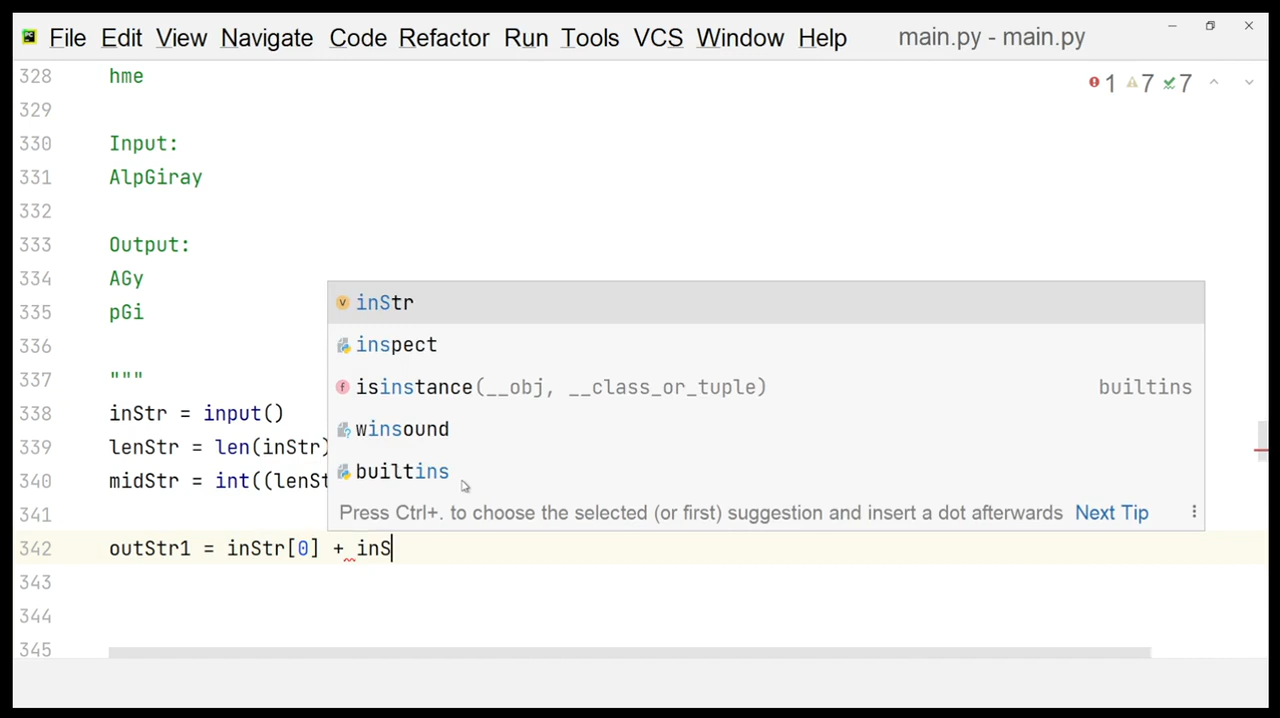 File Edit View Navigate Code Refactor Run Tools VCS Window Help main.py - main.py
328 hme
1 7 7
329
330 Input:
331 AlpGiray
332
333 Output:
334 AGy
335 pGi
336
337 """
338 inStr = input()
339 lenStr = len(inStr)
340 midStr = int((lenSt
341
342 outStr1 = inStr[0] + inS
343
344
345
inStr
inspect
isinstance(__obj, __class_or_tuple) builtins
winsound
builtins
Press Ctrl+. to choose the selected (or first) suggestion and insert a dot afterwards Next Tip